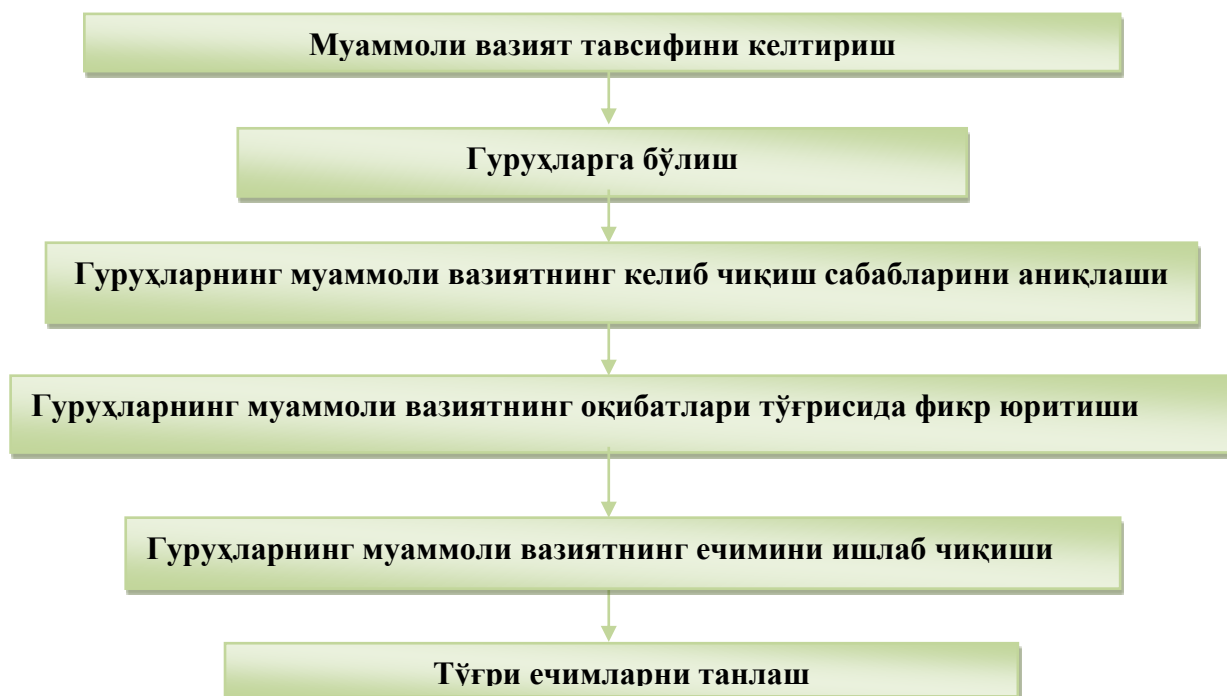 Муаммоли вазият тавсифини келтириш
Гуруҳларга бўлиш
Гуруҳларнинг муаммоли вазиятнинг келиб чиқиш сабабларини аниқлаши
Гуруҳларнинг муаммоли вазиятнинг оқибатлари тўғрисида фикр юритиши
Гуруҳларнинг муаммоли вазиятнинг ечимини ишлаб чиқиши
Тўғри ечимларни танлаш